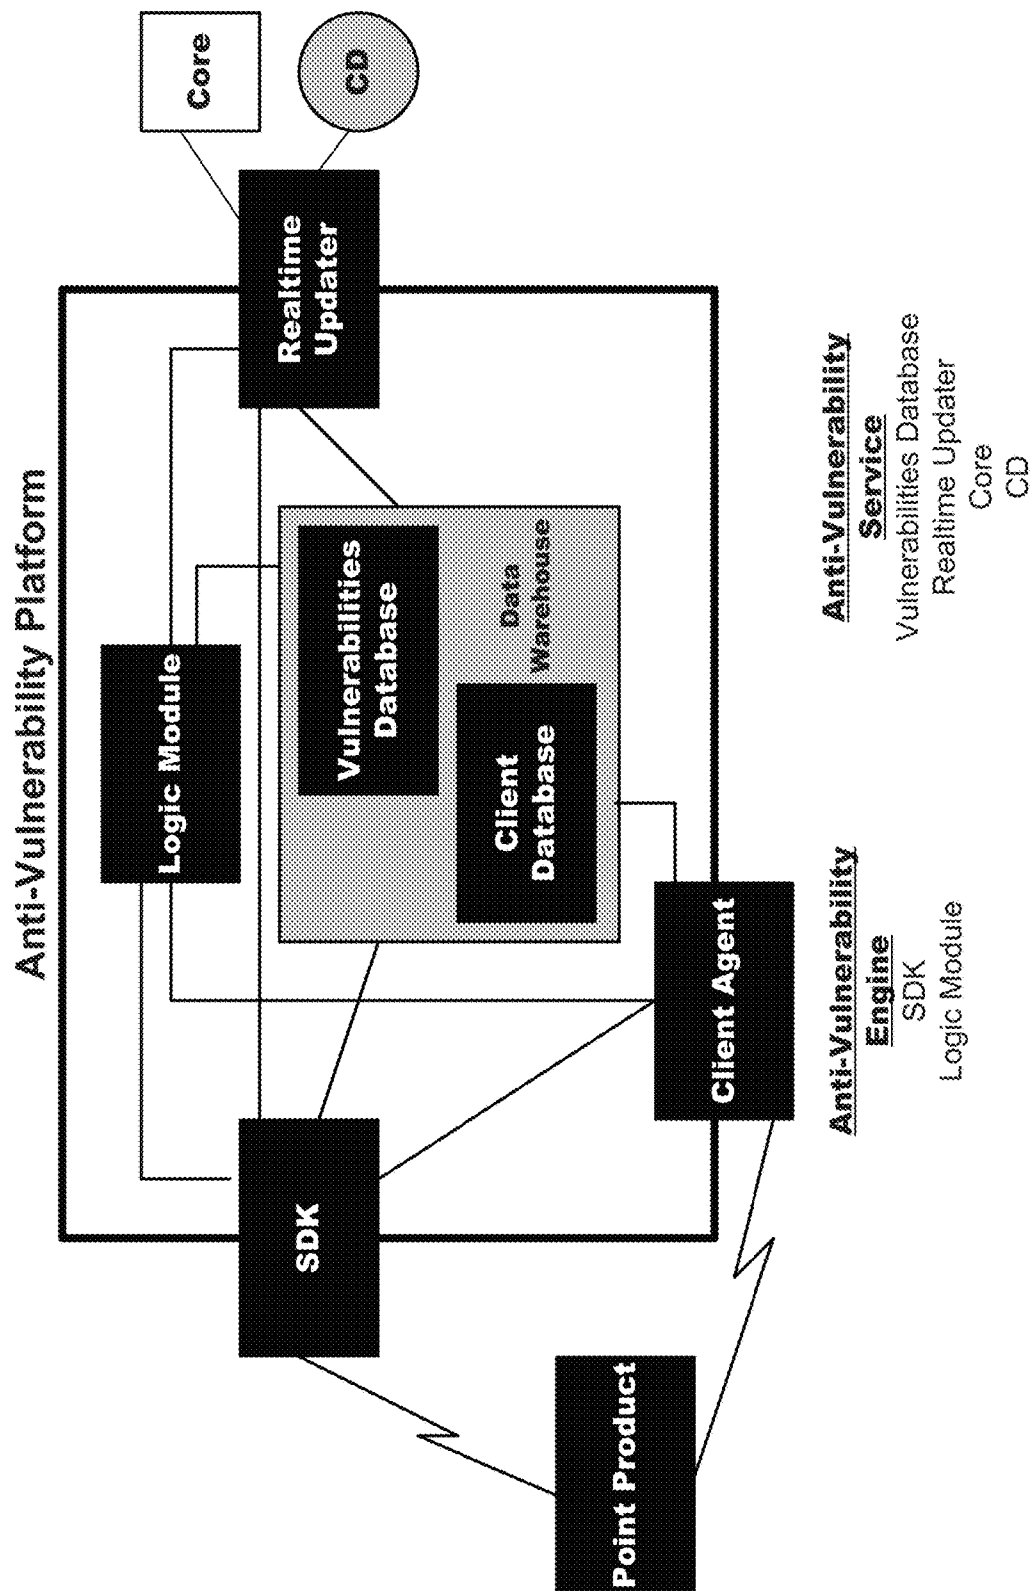 Anti-Vulnerability Platform
Core
CD
Realtime
Updater
Logic Module
Vulnerabilities
Database
Data
Warehouse
Client
Database
SDK
Client Agent
Point Product
Anti-Vulnerability
Engine
SDK
Logic Module
Anti-Vulnerability
Service
Vulnerabilities Database
Realtime Updater
Core
CD